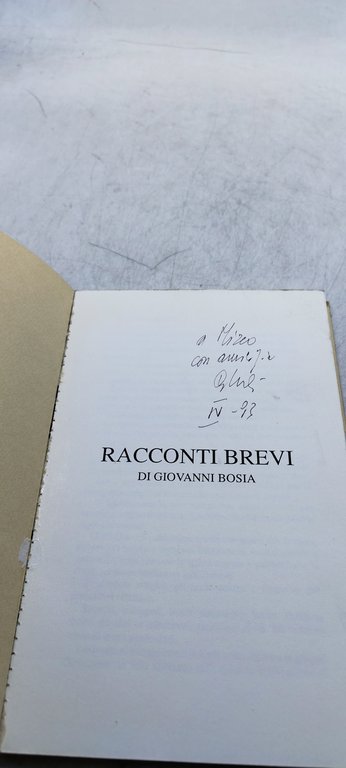 a Mirco
con amicizia
IV - 93
RACCONTI BREVI
DI GIOVANNI BOSIA